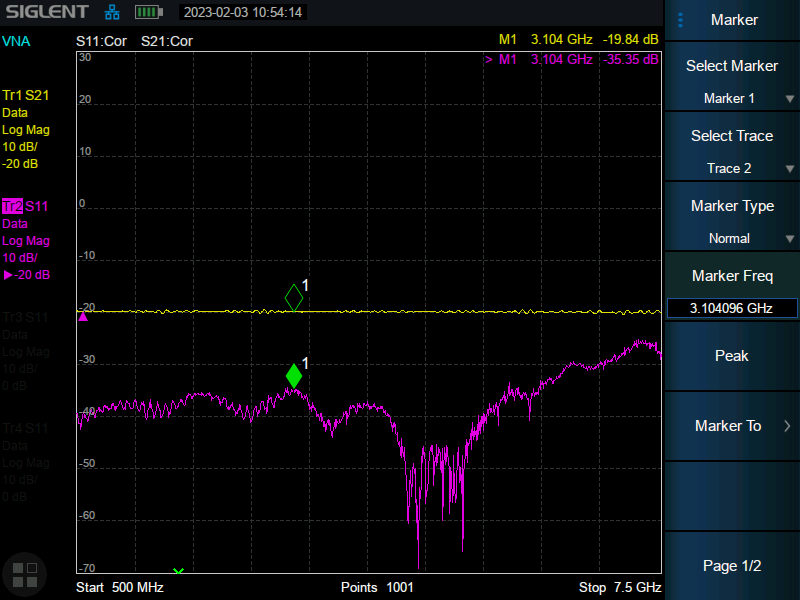 SIGLENT 2023-02-03 10:54:14
VNA S11:Cor S21:Cor M1 3.104 GHz -19.84 dB
> M1 3.104 GHz -35.35 dB
Tr1 S21
Data
Log Mag
10 dB/
-20 dB
Tr2 S11
Data
Log Mag
10 dB/
-20 dB
Tr3 S11
Data
Log Mag
10 dB/
0 dB
Tr4 S11
Data
Log Mag
10 dB/
0 dB
30
20
10
0
-10
-20
-30
-40
-50
-60
-70
1
1
Start 500 MHz Points 1001 Stop 7.5 GHz
Marker
Select Marker
Marker 1
Select Trace
Trace 2
Marker Type
Normal
Marker Freq
3.104096 GHz
Peak
Marker To
Page 1/2